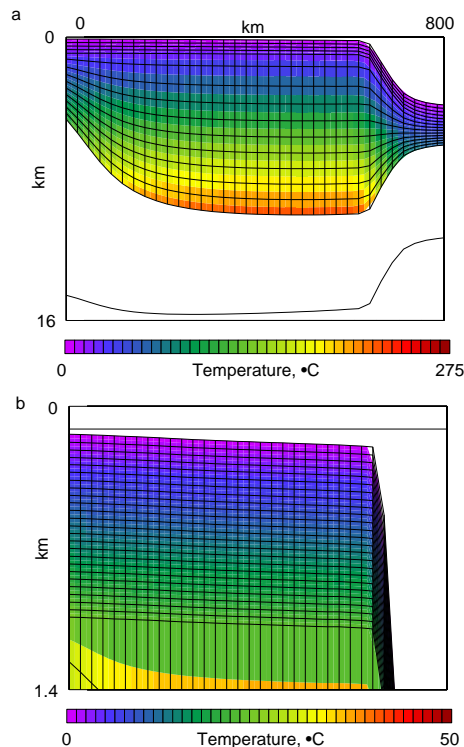 a
0 km 800
0
km
16
0 Temperature, •C 275
b
0
km
1.4
0 Temperature, •C 50